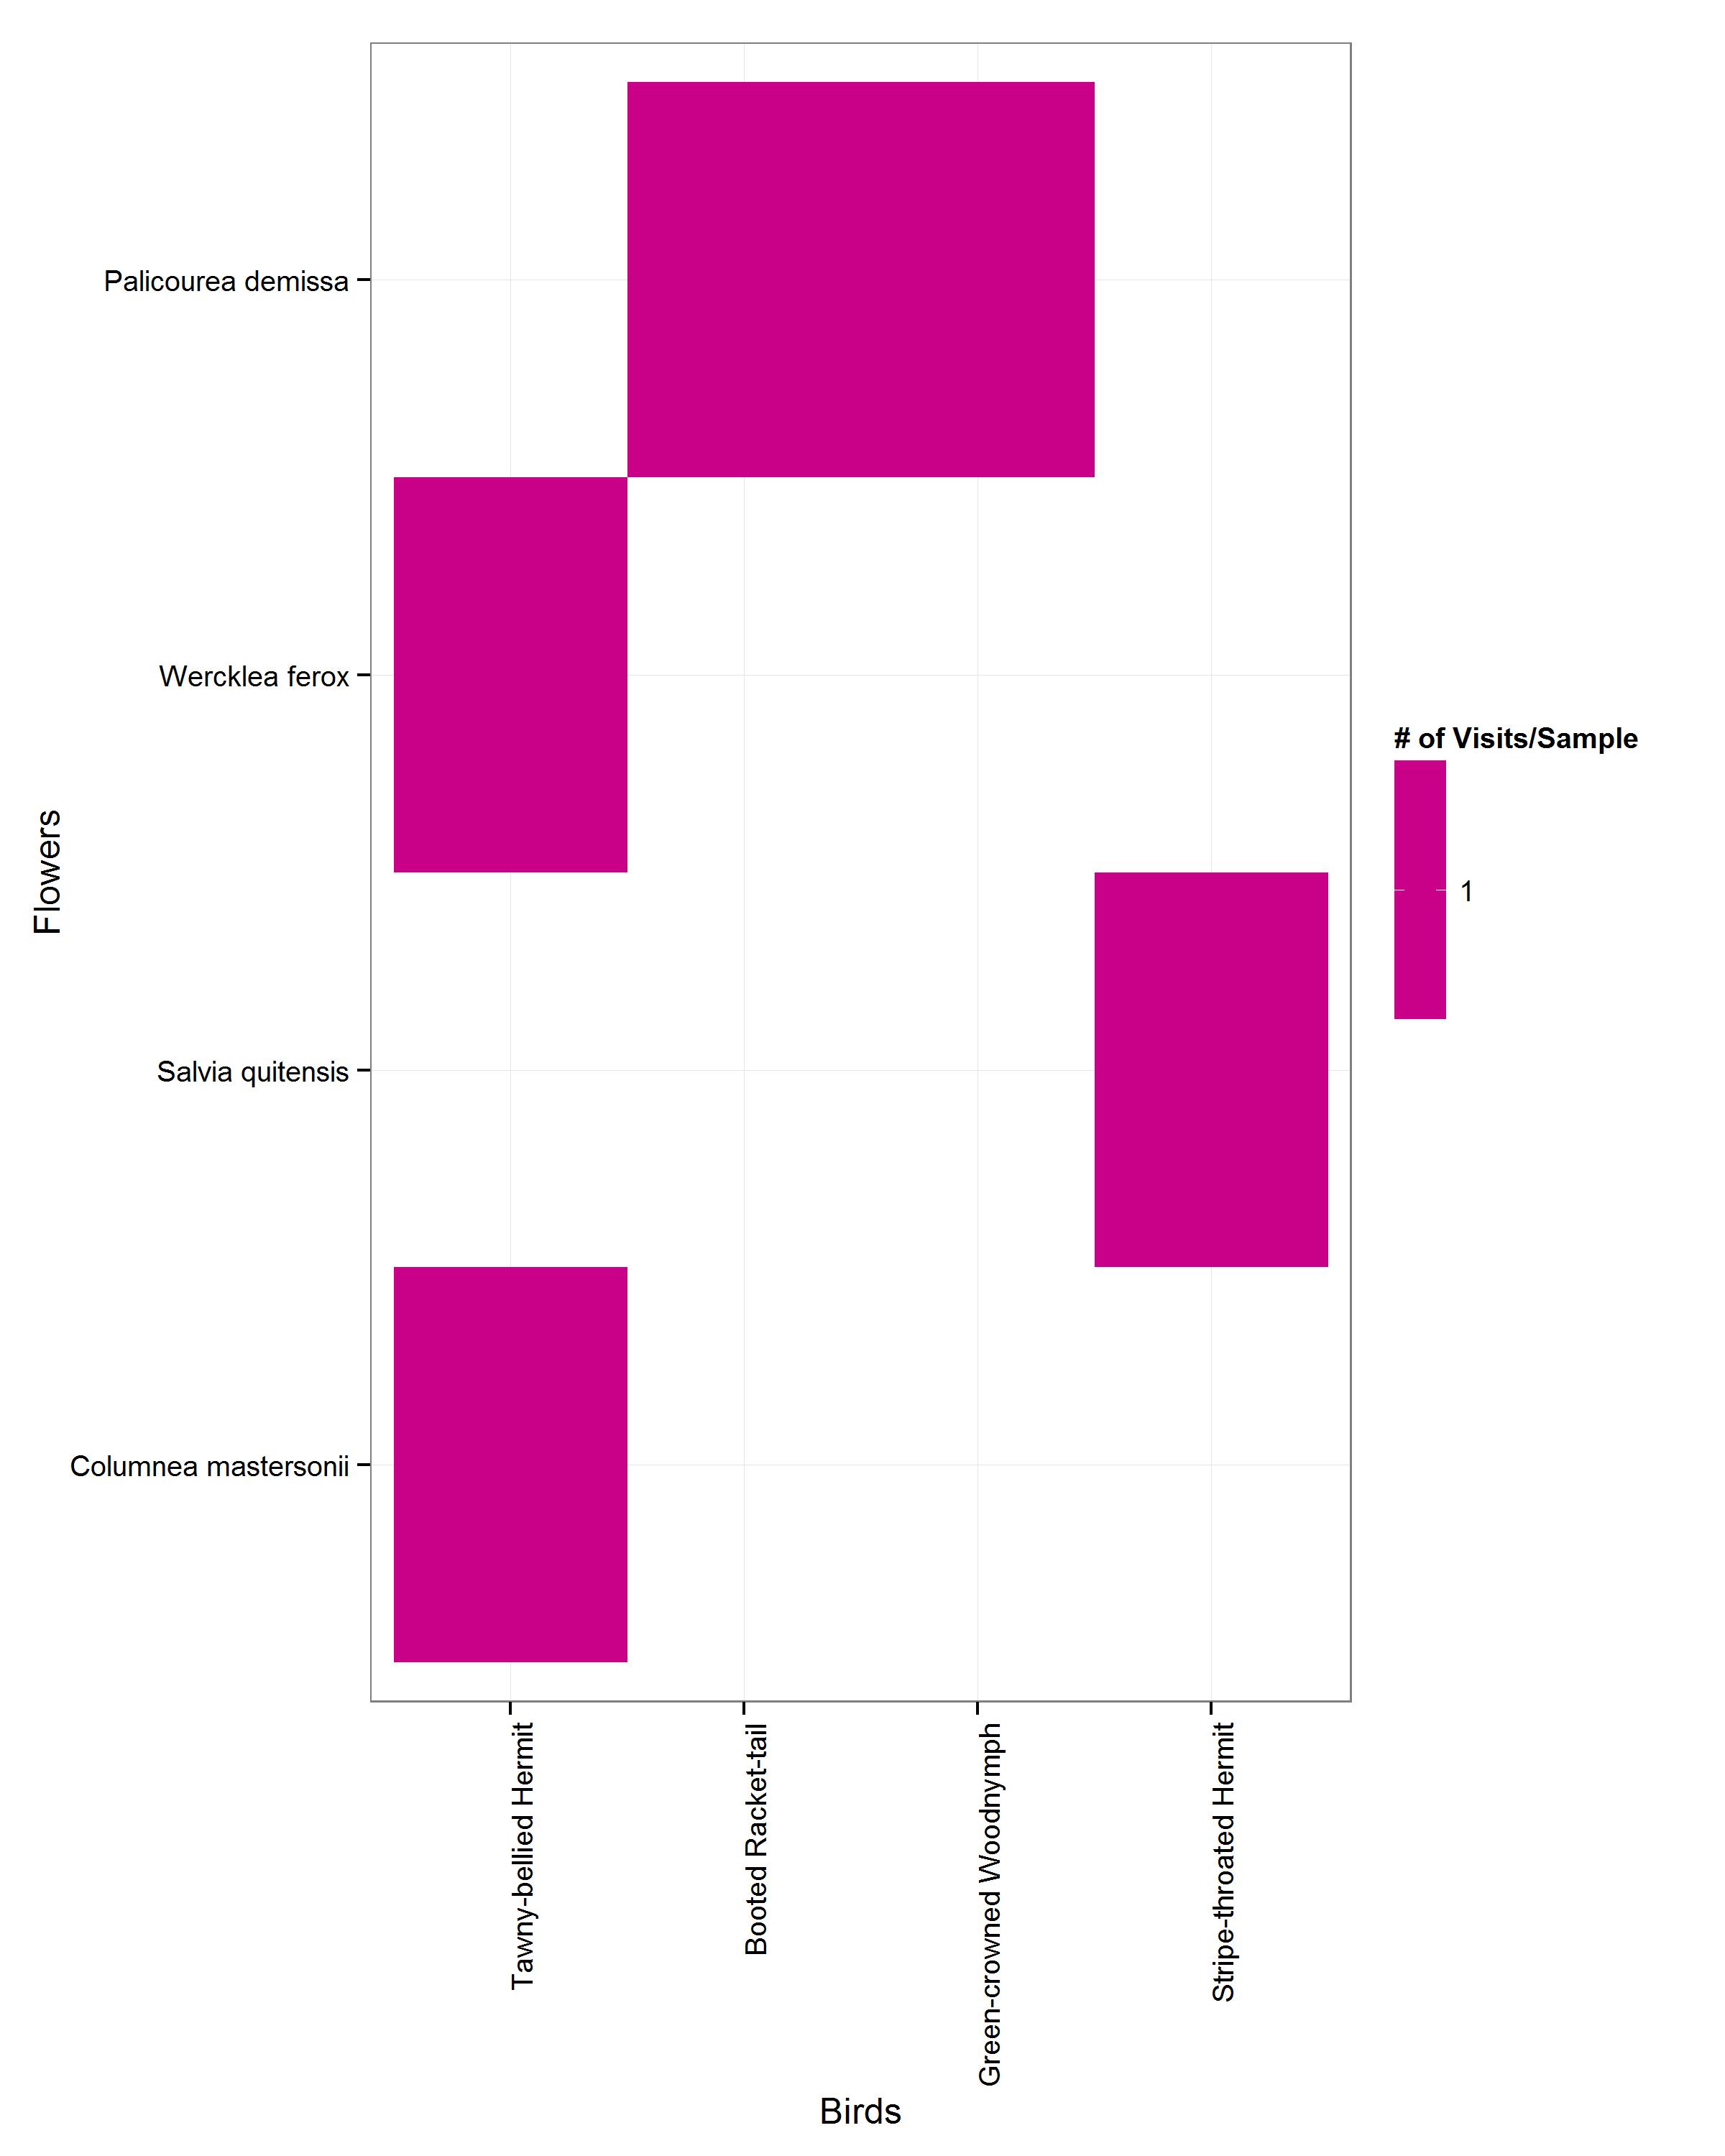 Palicourea demissa
Wercklea ferox
Salvia quitensis
Columnea mastersonii
Flowers
# of Visits/Sample
1
Tawny-bellied Hermit
Booted Racket-tail
Green-crowned Woodnymph
Stripe-throated Hermit
Birds